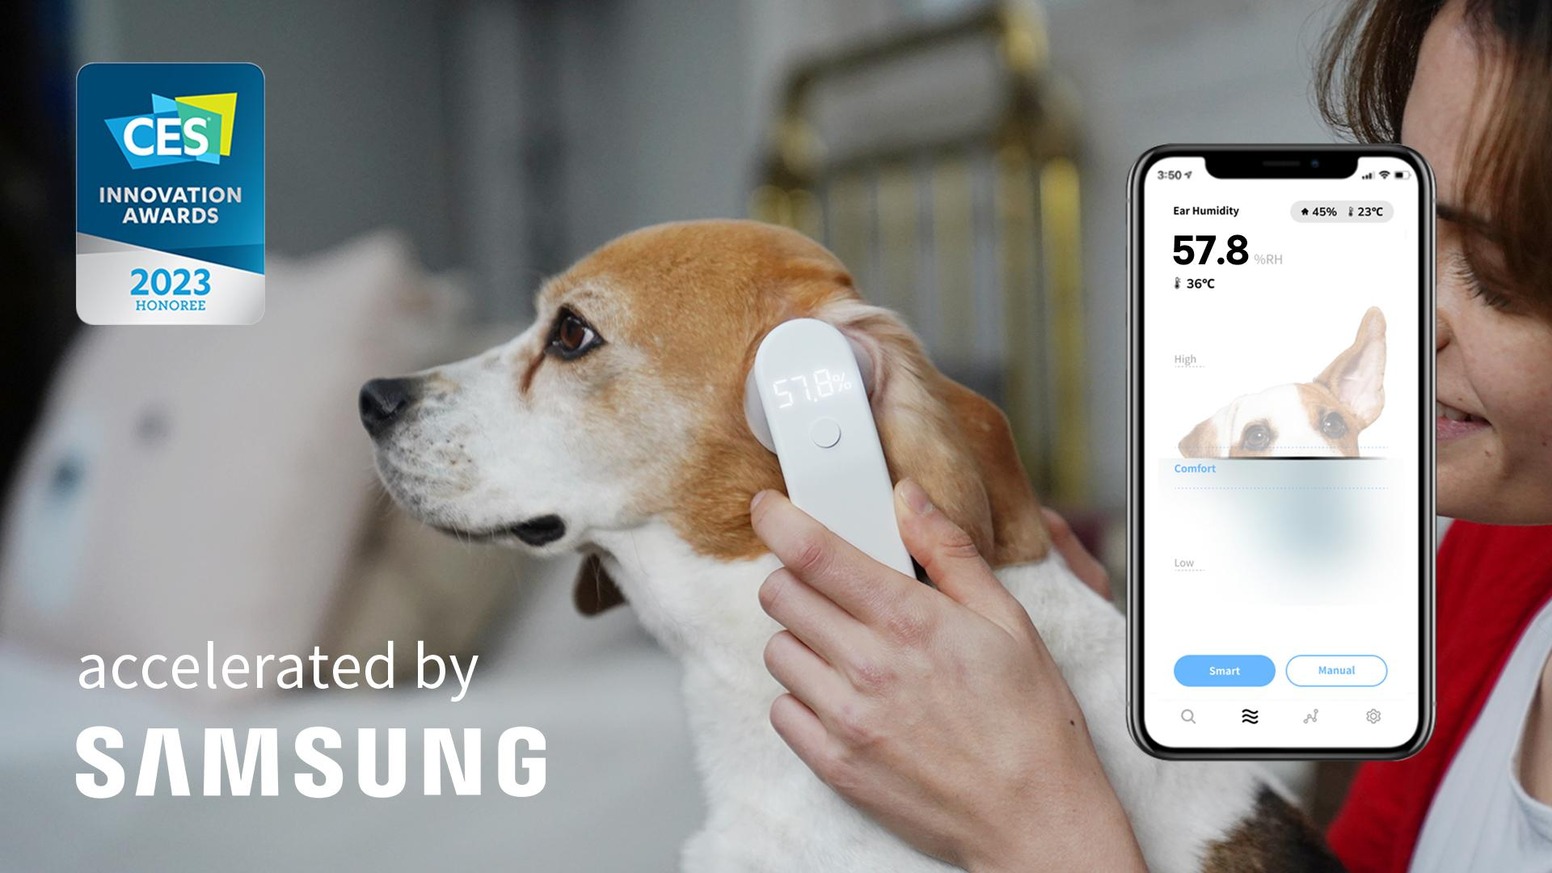 CES
INNOVATION
AWARDS
2023
HONOREE
accelerated by
SAMSUNG
57.8%
3:50
Ear Humidity
45% 23℃
57.8 %RH
36℃
High
Comfort
Low
Smart Manual